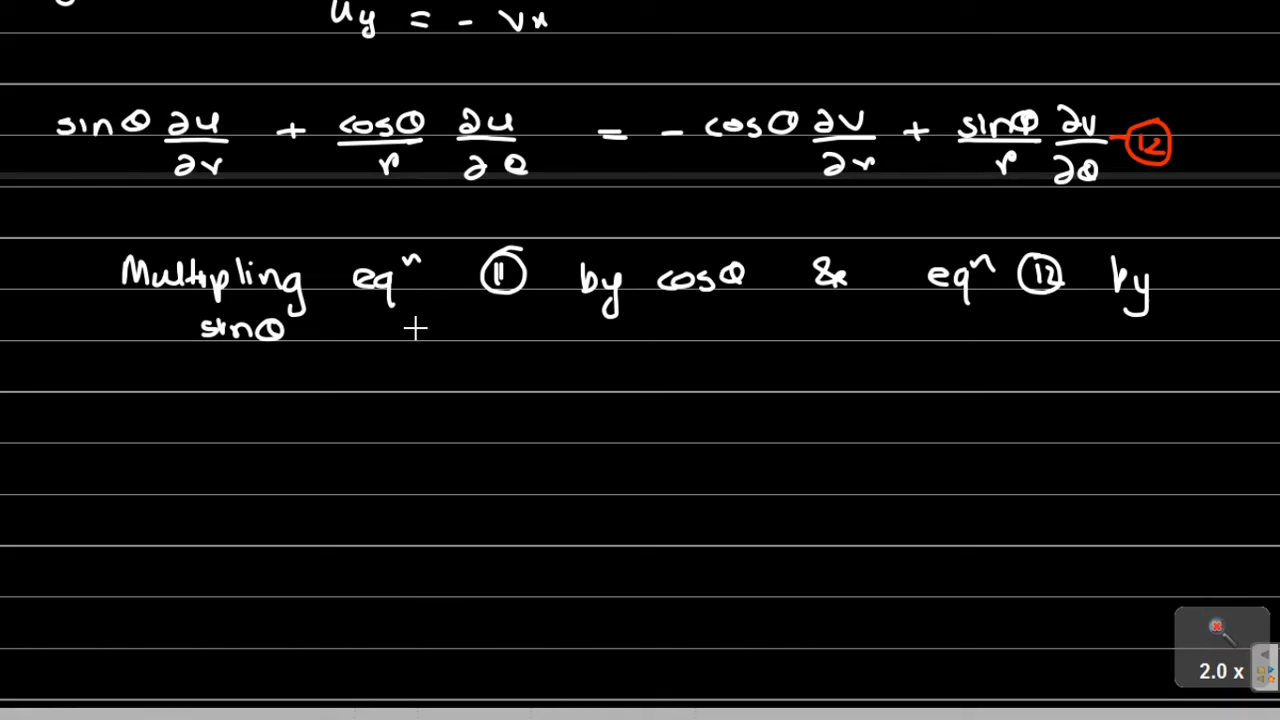 uy = - vx
sinθ ∂u/∂r + cosθ/r ∂u/∂θ = - cosθ ∂v/∂r + sinθ/r ∂v/∂θ - 12
Multipling eqⁿ 11 by cosθ & eqⁿ 12 by
sinθ
2.0 x